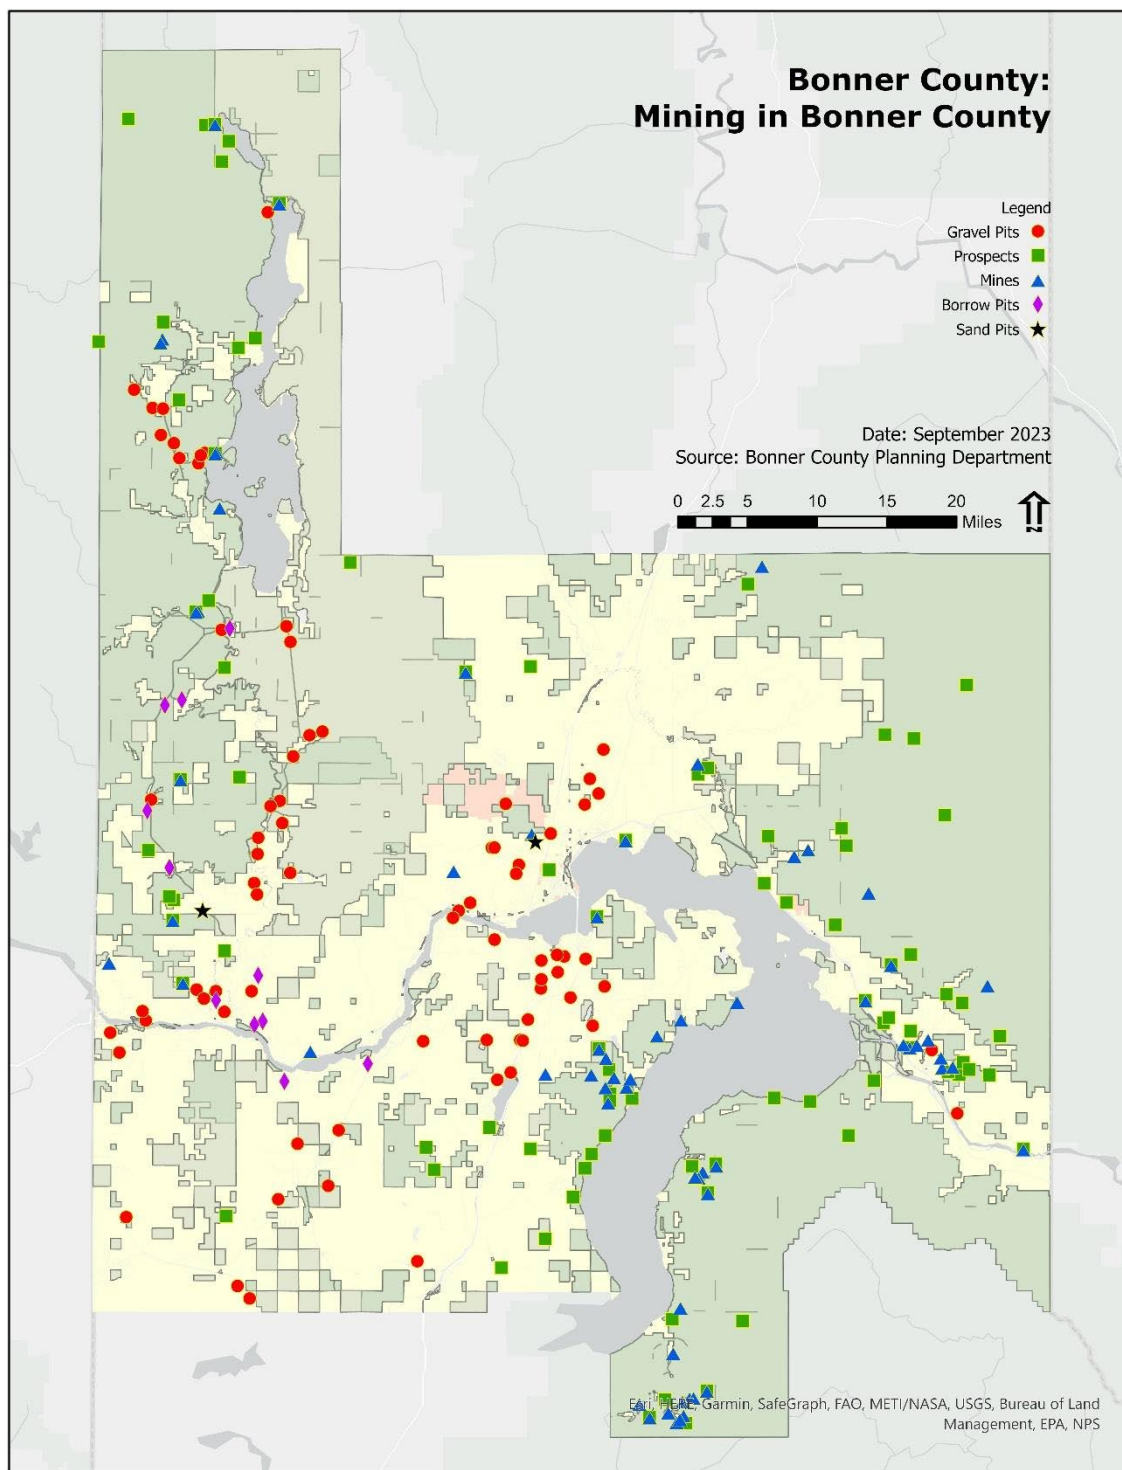 Bonner County:
Mining in Bonner County
Legend
Gravel Pits
Prospects
Mines
Borrow Pits
Sand Pits
Date: September 2023
Source: Bonner County Planning Department
0 2.5 5 10 15 20
Miles
N
Esri, HERE, Garmin, SafeGraph, FAO, METI/NASA, USGS, Bureau of Land
Management, EPA, NPS